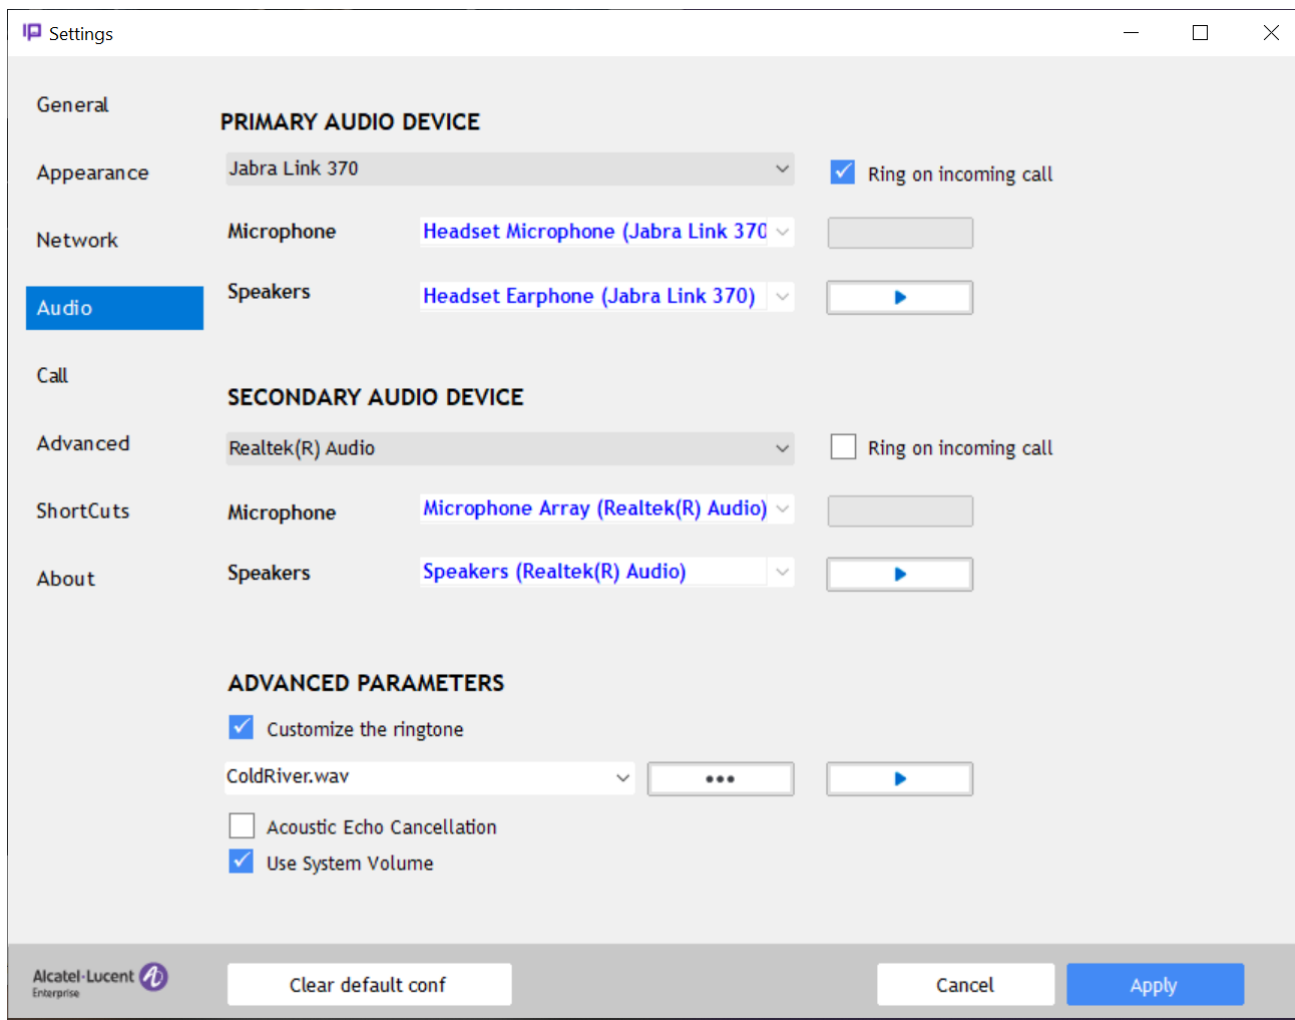 Settings
General
Appearance
Network
Audio
Call
Advanced
ShortCuts
About
PRIMARY AUDIO DEVICE
Jabra Link 370
Ring on incoming call
Microphone
Headset Microphone (Jabra Link 370
Speakers
Headset Earphone (Jabra Link 370)
SECONDARY AUDIO DEVICE
Realtek(R) Audio
Ring on incoming call
Microphone
Microphone Array (Realtek(R) Audio)
Speakers
Speakers (Realtek(R) Audio)
ADVANCED PARAMETERS
Customize the ringtone
ColdRiver.wav
•••
Acoustic Echo Cancellation
Use System Volume
Alcatel·Lucent
Enterprise
Clear default conf
Cancel
Apply